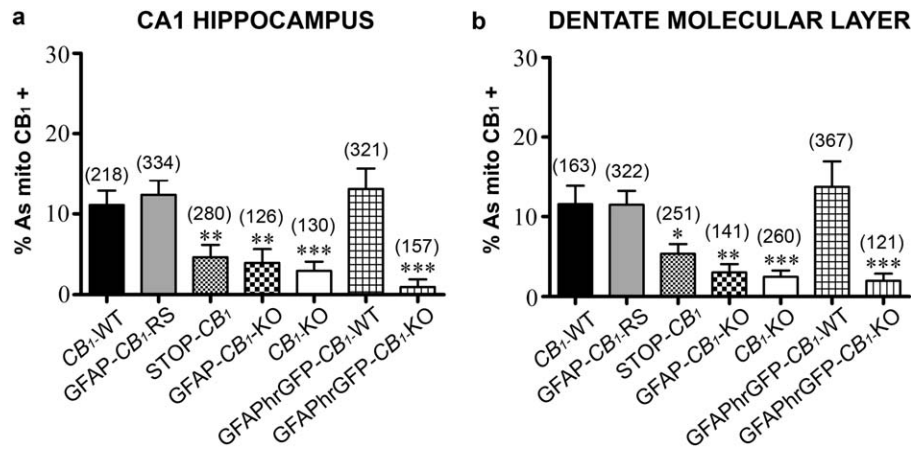 a CA1 HIPPOCAMPUS
% As mito CB₁ +
30
20
10
0
(218)
(334)
(280)
**
(126)
**
(130)
***
(321)
(157)
***
CB₁-WT
GFAP-CB₁-RS
STOP-CB₁
GFAP-CB₁-KO
CB₁-KO
GFAPhrGFP-CB₁-WT
GFAPhrGFP-CB₁-KO
b DENTATE MOLECULAR LAYER
% As mito CB₁ +
30
20
10
0
(163)
(322)
(251)
*
(141)
**
(260)
***
(367)
(121)
***
CB₁-WT
GFAP-CB₁-RS
STOP-CB₁
GFAP-CB₁-KO
CB₁-KO
GFAPhrGFP-CB₁-WT
GFAPhrGFP-CB₁-KO